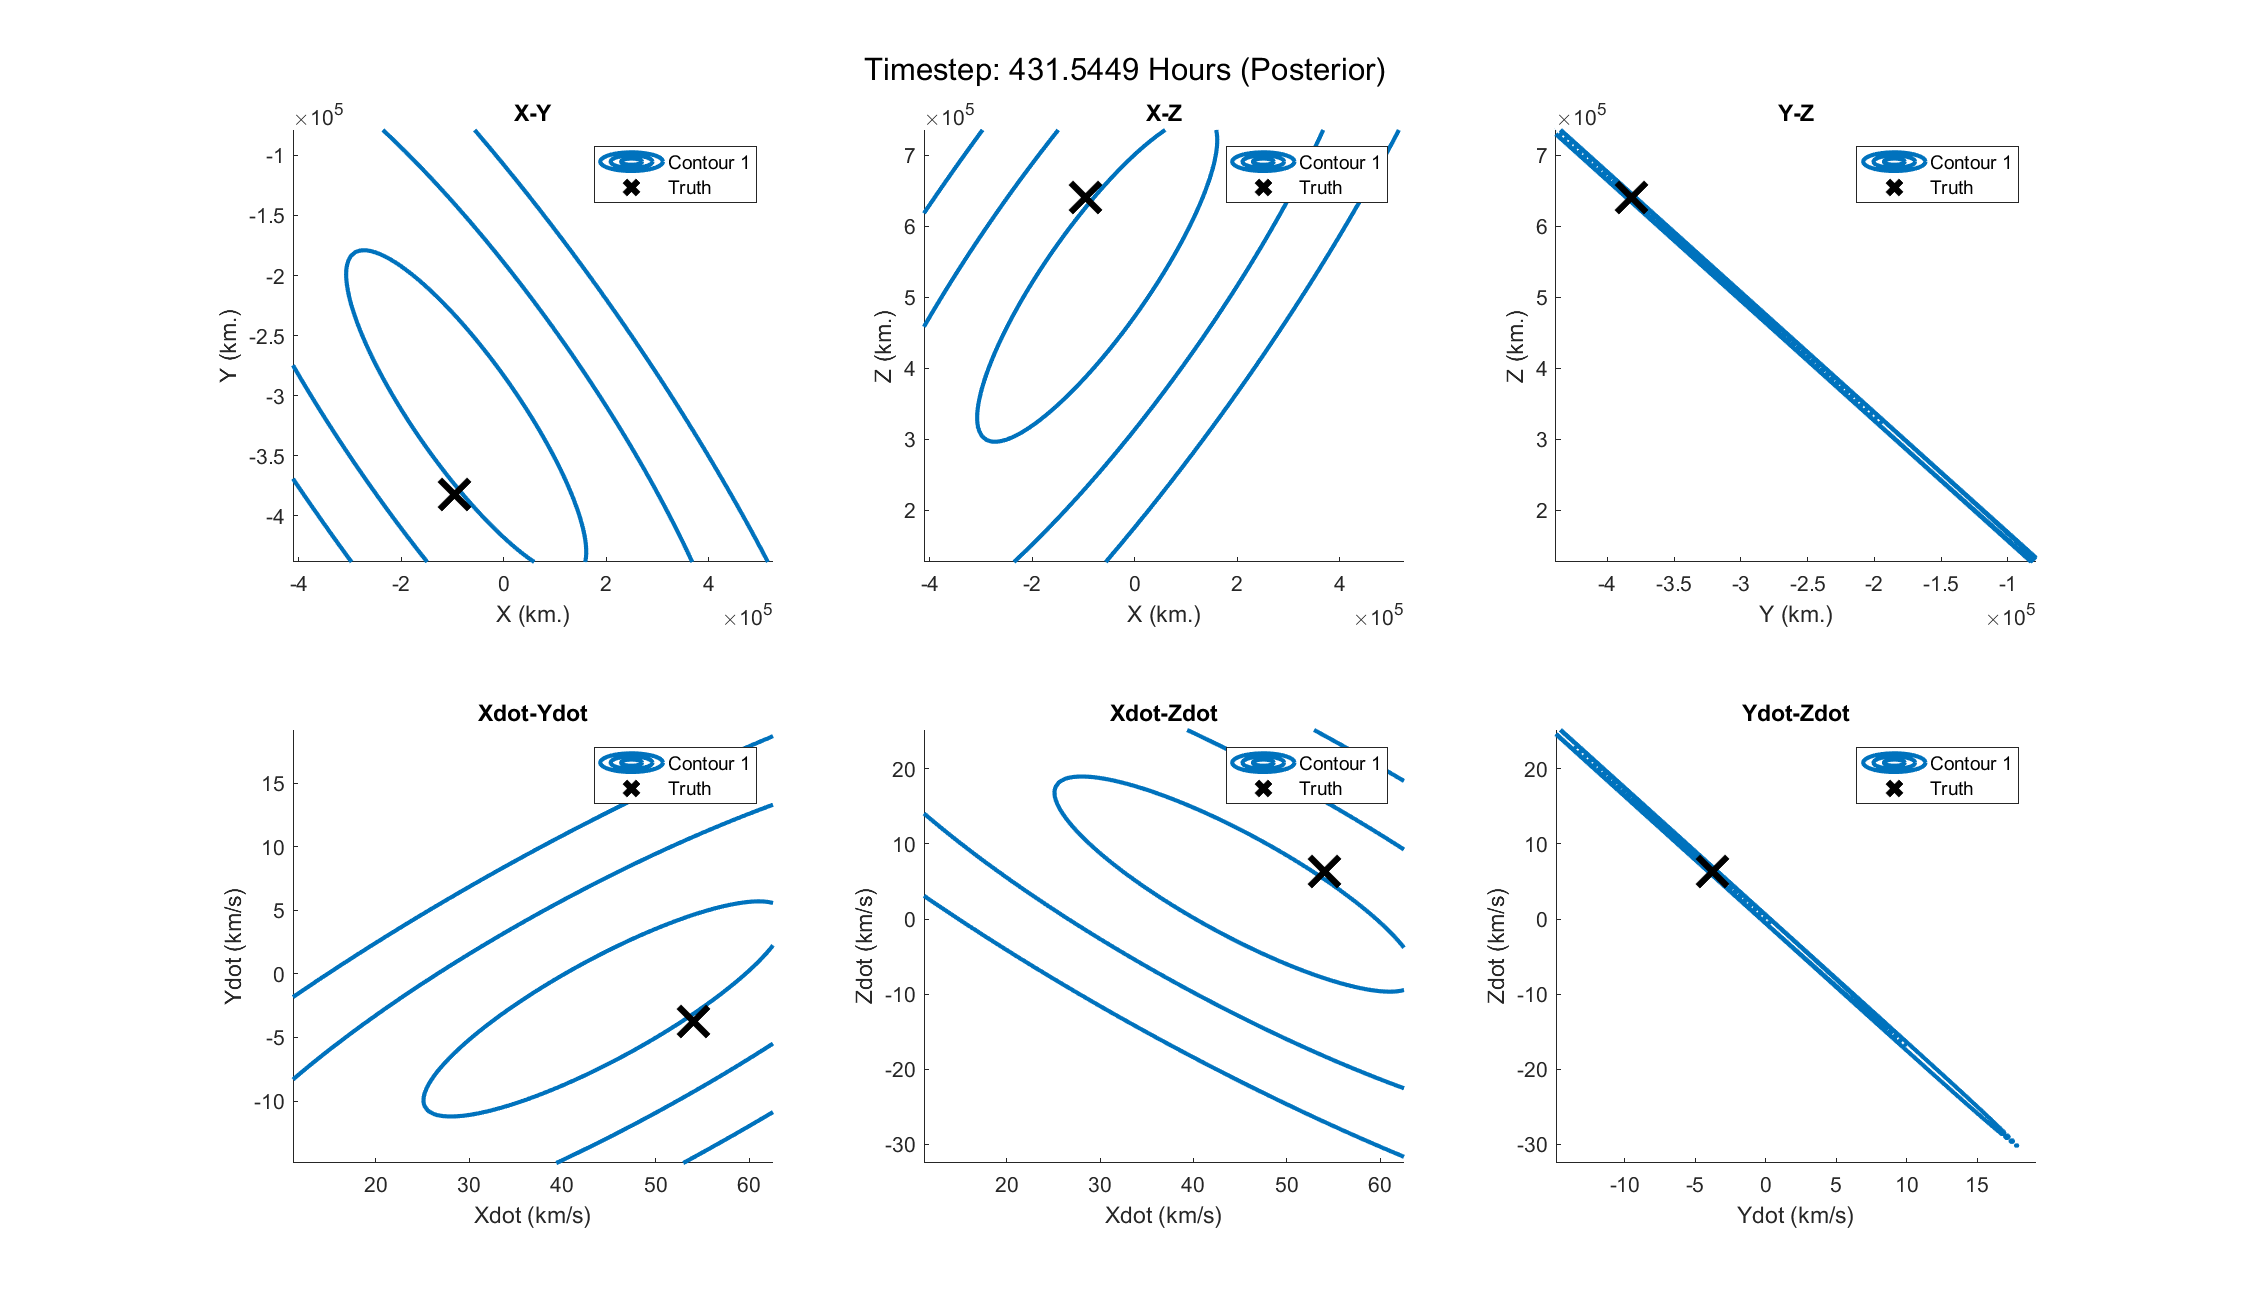 Timestep: 431.5449 Hours (Posterior)
X-Y
×10^5
Contour 1
Truth
-1
-1.5
-2
-2.5
-3
-3.5
-4
Y (km.)
-4 -2 0 2 4
X (km.)
×10^5
X-Z
×10^5
Contour 1
Truth
7
6
5
4
3
2
Z (km.)
-4 -2 0 2 4
X (km.)
×10^5
Y-Z
×10^5
Contour 1
Truth
7
6
5
4
3
2
Z (km.)
-4 -3.5 -3 -2.5 -2 -1.5 -1
Y (km.)
×10^5
Xdot-Ydot
Contour 1
Truth
15
10
5
0
-5
-10
Ydot (km/s)
20 30 40 50 60
Xdot (km/s)
Xdot-Zdot
Contour 1
Truth
20
10
0
-10
-20
-30
Zdot (km/s)
20 30 40 50 60
Xdot (km/s)
Ydot-Zdot
Contour 1
Truth
20
10
0
-10
-20
-30
Zdot (km/s)
-10 -5 0 5 10 15
Ydot (km/s)